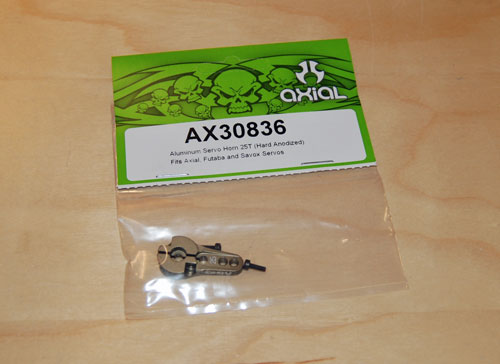 axial
AX30836
Aluminum Servo Horn 25T (Hard Anodized)
Fits Axial, Futaba and Savox Servos